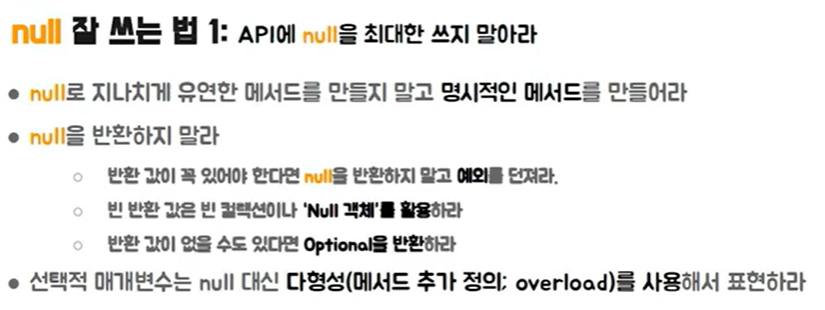 null 잘 쓰는 법 1: API에 null을 최대한 쓰지 말아라
● null로 지나치게 유연한 메서드를 만들지 말고 명시적인 메서드를 만들어라
● null을 반환하지 말라
○ 반환 값이 꼭 있어야 한다면 null을 반환하지 말고 예외를 던져라.
○ 빈 반환 값은 빈 컬랙션이나 'Null 객체'를 활용하라
○ 반환 값이 없을 수도 있다면 Optional을 반환하라
● 선택적 매개변수는 null 대신 다형성(메서드 추가 정의; overload)를 사용해서 표현하라